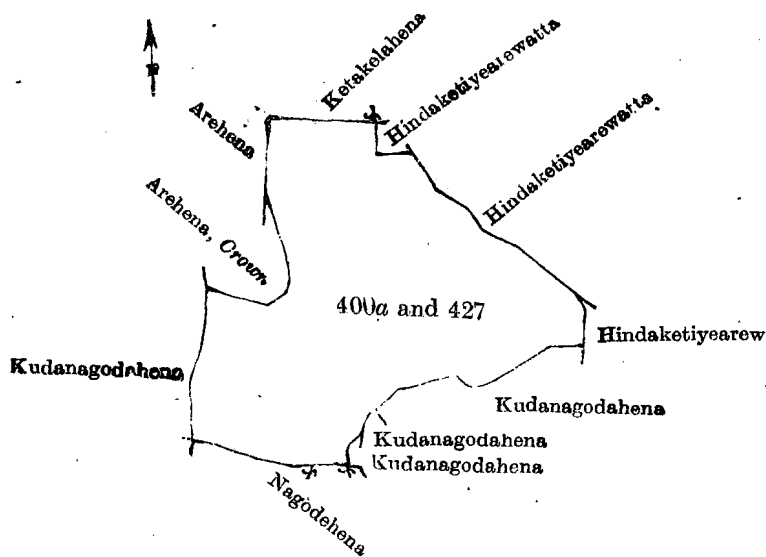 Ketakelahena
Hindaketiyearewatta
Arehena
Hindaketiyearewatta
Arehena, Crown
400a and 427
Hindaketiyearew
Kudanagodahena
Kudanagodahena
Kudanagodahena
Kudanagodahena
Nagodehena